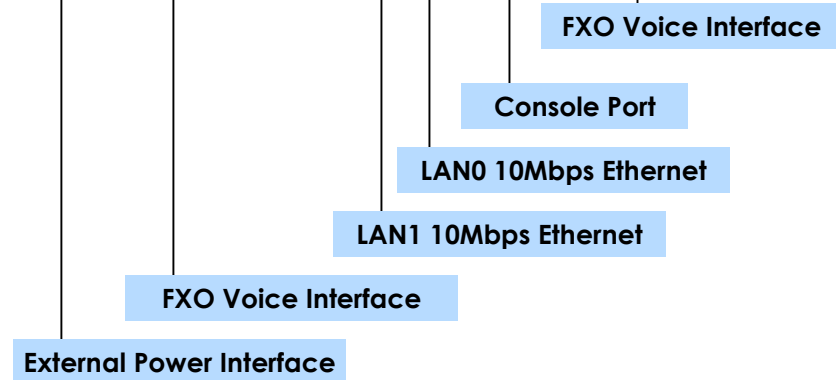 FXO Voice Interface
Console Port
LAN0 10Mbps Ethernet
LAN1 10Mbps Ethernet
FXO Voice Interface
External Power Interface